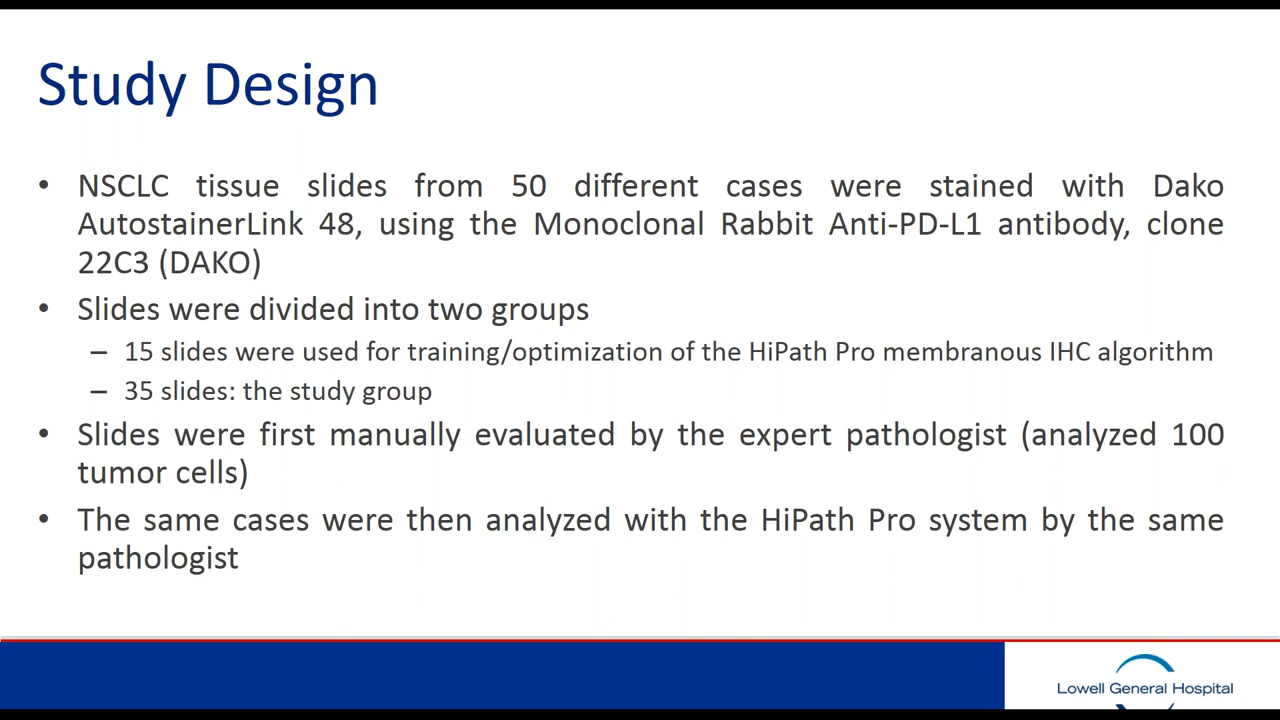 Study Design
• NSCLC tissue slides from 50 different cases were stained with Dako
AutostainerLink 48, using the Monoclonal Rabbit Anti-PD-L1 antibody, clone
22C3 (DAKO)
• Slides were divided into two groups
– 15 slides were used for training/optimization of the HiPath Pro membranous IHC algorithm
– 35 slides: the study group
• Slides were first manually evaluated by the expert pathologist (analyzed 100
tumor cells)
• The same cases were then analyzed with the HiPath Pro system by the same
pathologist
Lowell General Hospital